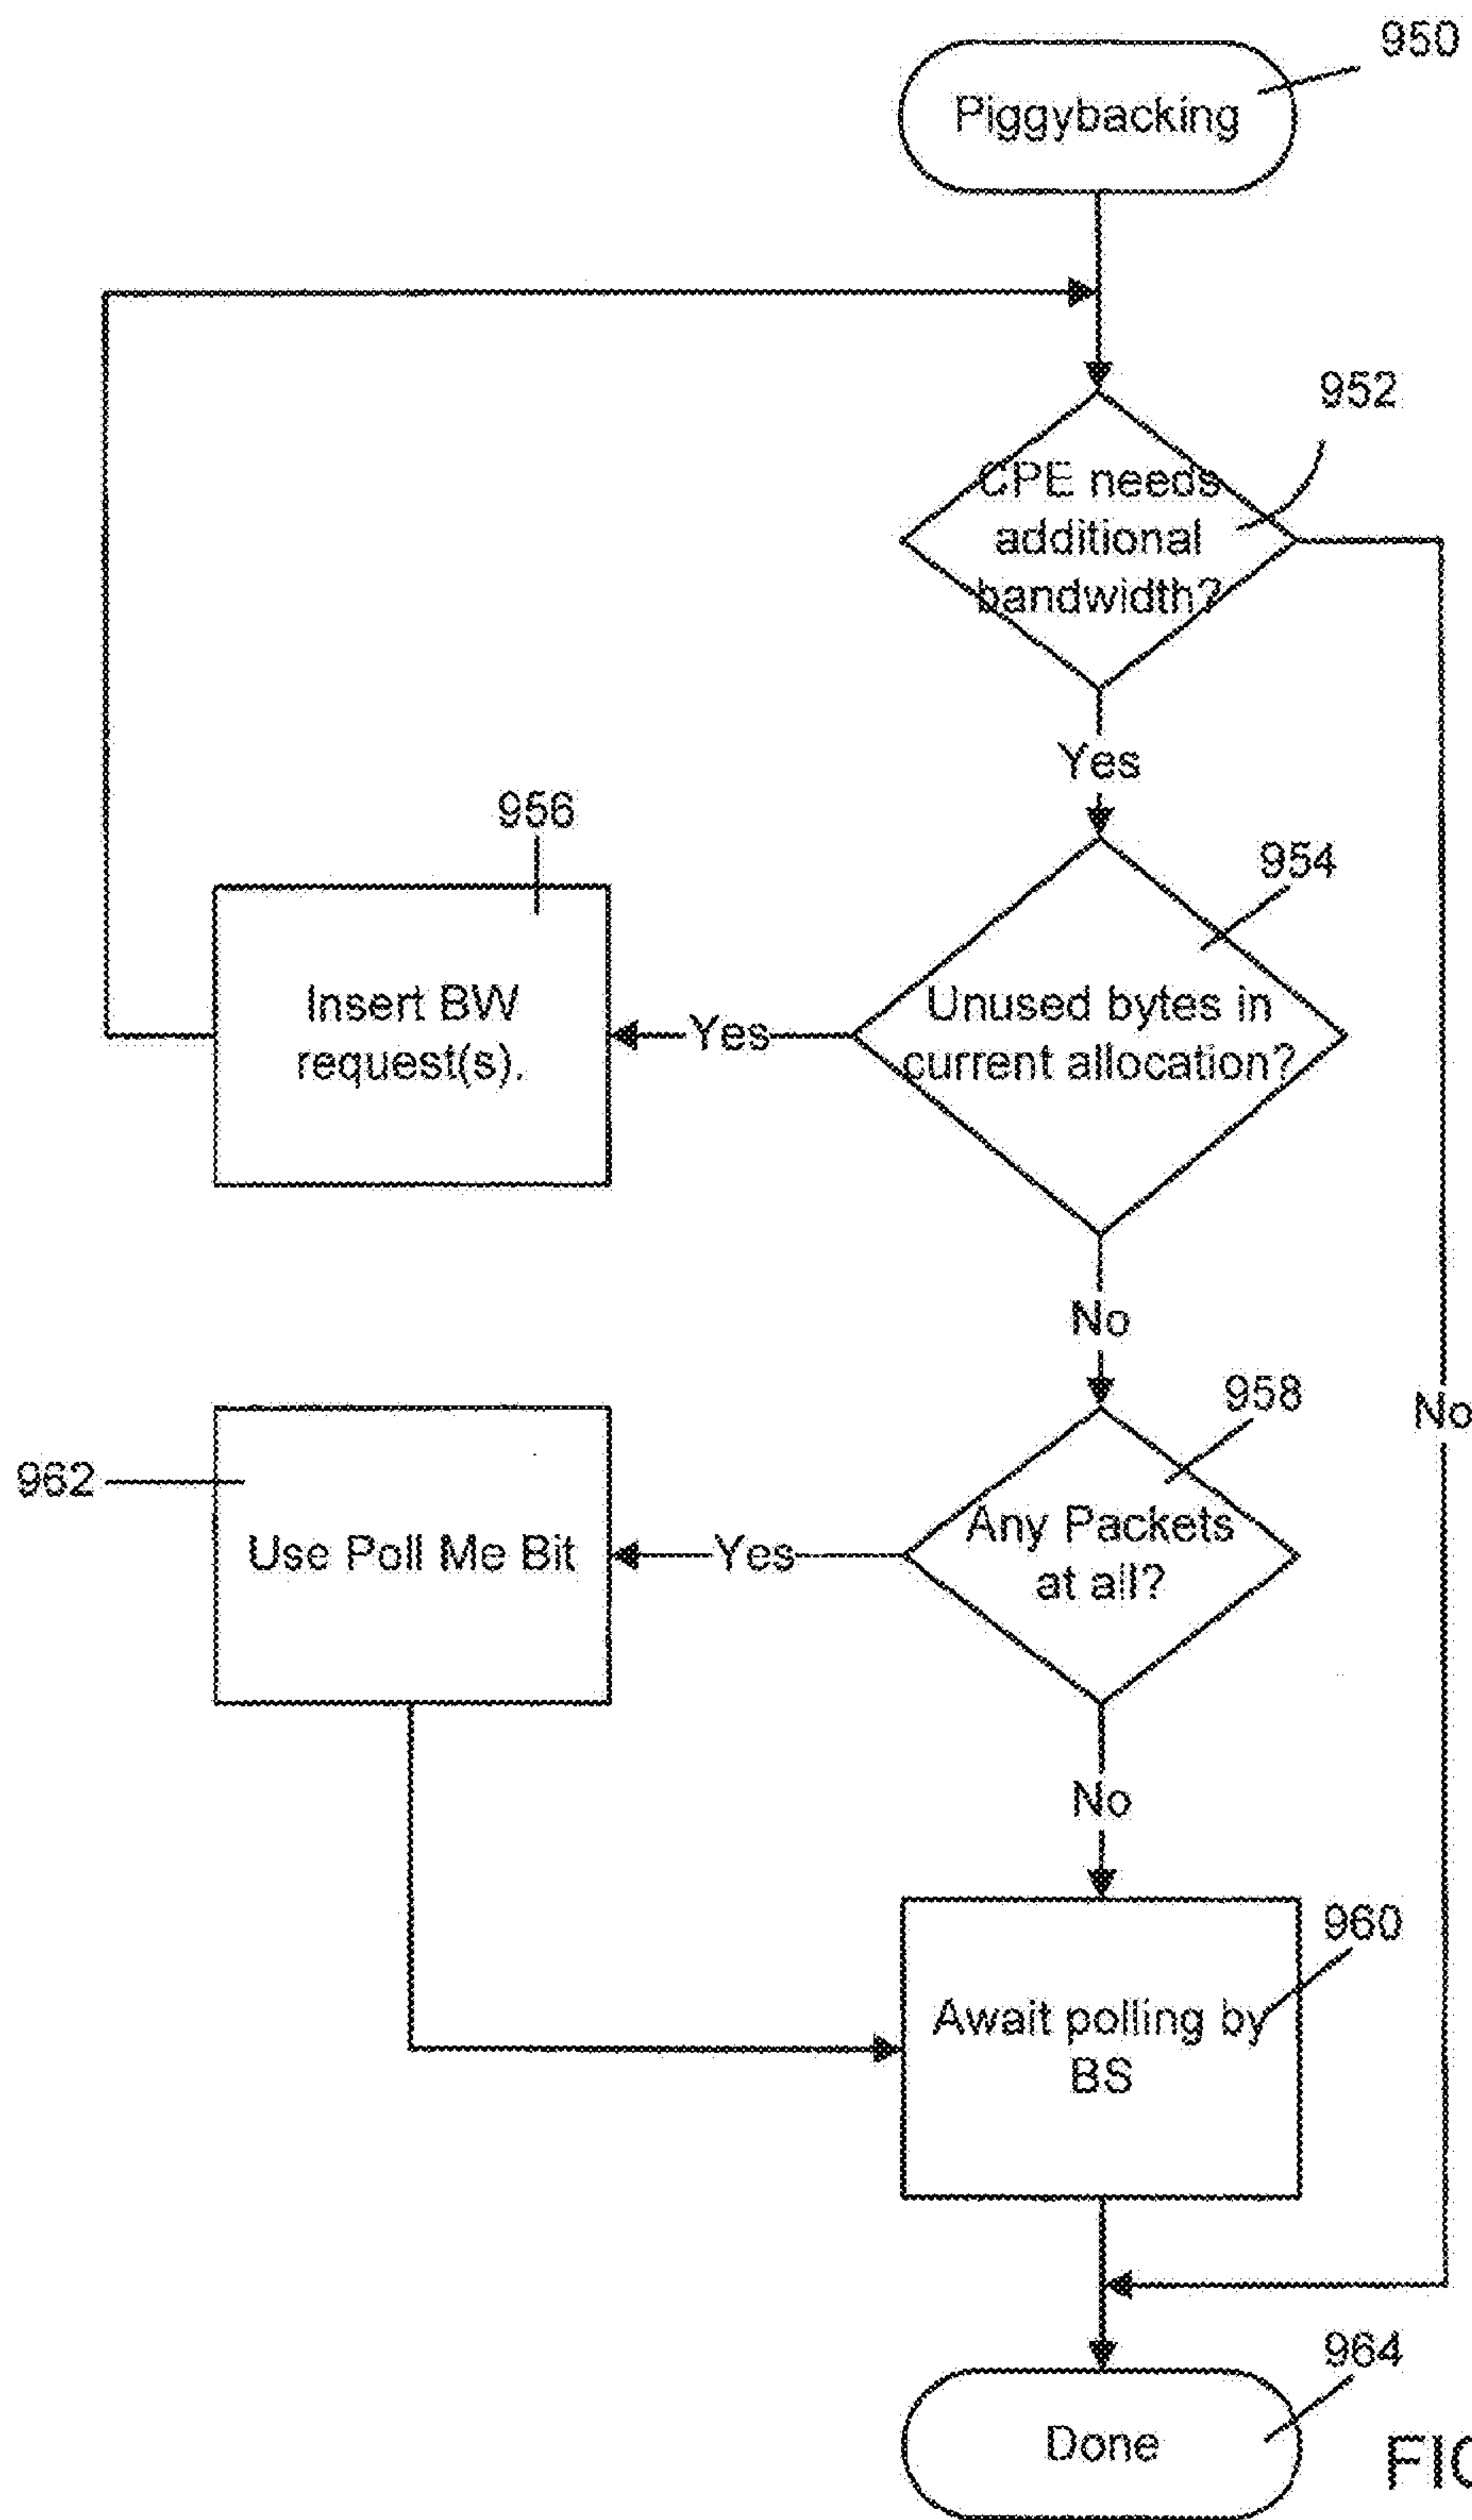 950
Piggybacking
952
CPE needs
additional
bandwidth?
Yes
956
954
Insert BW
request(s).
Yes
Unused bytes in
current allocation?
No
958
No
962
Use Poll Me Bit
Yes
Any Packets
at all?
No
960
Await polling by
BS
964
Done